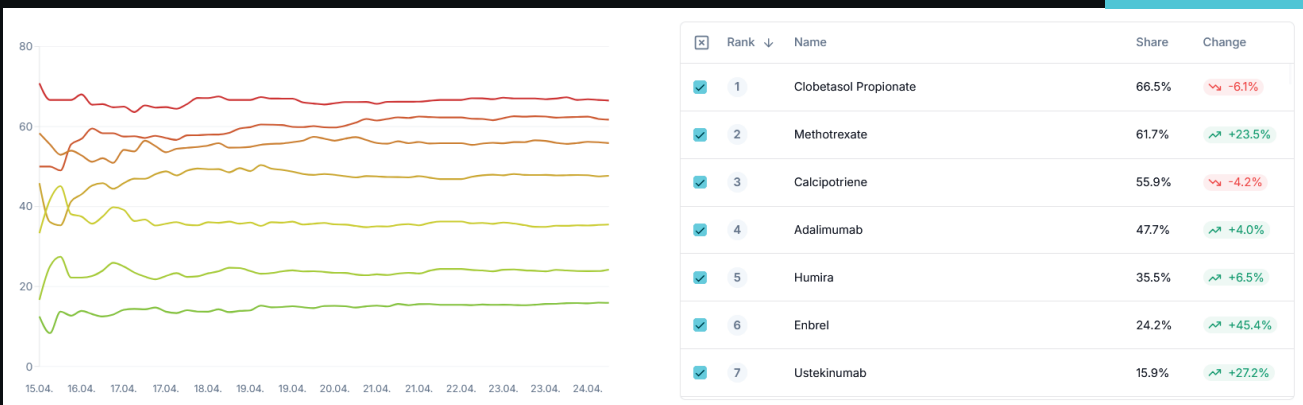 80
60
40
20
0
15.04. 16.04. 17.04. 17.04. 18.04. 19.04. 19.04. 20.04. 21.04. 21.04. 22.04. 23.04. 23.04. 24.04.
Rank ↓ Name Share Change
1 Clobetasol Propionate 66.5% -6.1%
2 Methotrexate 61.7% +23.5%
3 Calcipotriene 55.9% -4.2%
4 Adalimumab 47.7% +4.0%
5 Humira 35.5% +6.5%
6 Enbrel 24.2% +45.4%
7 Ustekinumab 15.9% +27.2%